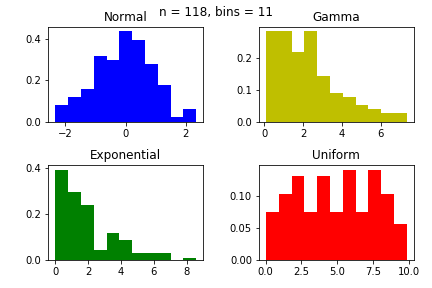 n = 118, bins = 11
Normal
0.4
0.2
0.0
−2 0 2
Gamma
0.2
0.1
0.0
0 2 4 6
Exponential
0.4
0.2
0.0
0 2 4 6 8
Uniform
0.10
0.05
0.00
0.0 2.5 5.0 7.5 10.0